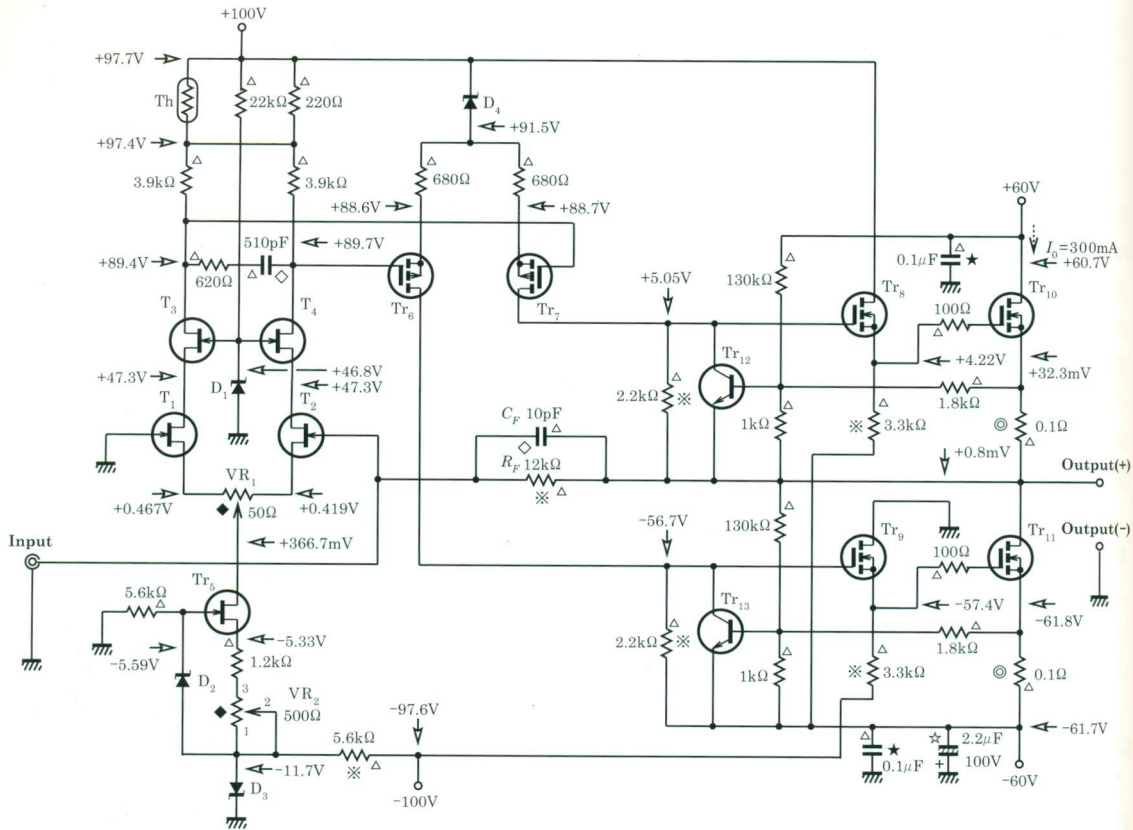 +100V
+97.7V
Th
22kΩ
220Ω
D4
+91.5V
+97.4V
3.9kΩ
3.9kΩ
680Ω
680Ω
+88.6V
+88.7V
+60V
+89.7V
510pF
+89.4V
620Ω
I0=300mA
+60.7V
0.1μF ★
130kΩ
+5.05V
Tr6
Tr7
Tr8
Tr10
100Ω
T3
T4
+4.22V
+46.8V
+47.3V
+47.3V
D1
Tr12
+32.3mV
1.8kΩ
T1
T2
2.2kΩ ※
1kΩ
※ 3.3kΩ
◎ 0.1Ω
CF 10pF
RF 12kΩ
※
+0.8mV
Output(+)
VR1
50Ω
◆
+0.467V
+0.419V
130kΩ
-56.7V
Tr9
Tr11
Output(-)
100Ω
Input
+366.7mV
Tr5
5.6kΩ
-57.4V
-61.8V
Tr13
1.8kΩ
-5.33V
-5.59V
1.2kΩ
2.2kΩ ※
1kΩ
※ 3.3kΩ
◎ 0.1Ω
D2
3
2
1
◆
VR2
500Ω
-97.6V
-61.7V
5.6kΩ
※
-11.7V
D3
-100V
★
0.1μF
☆ 2.2μF
+ 100V
-60V